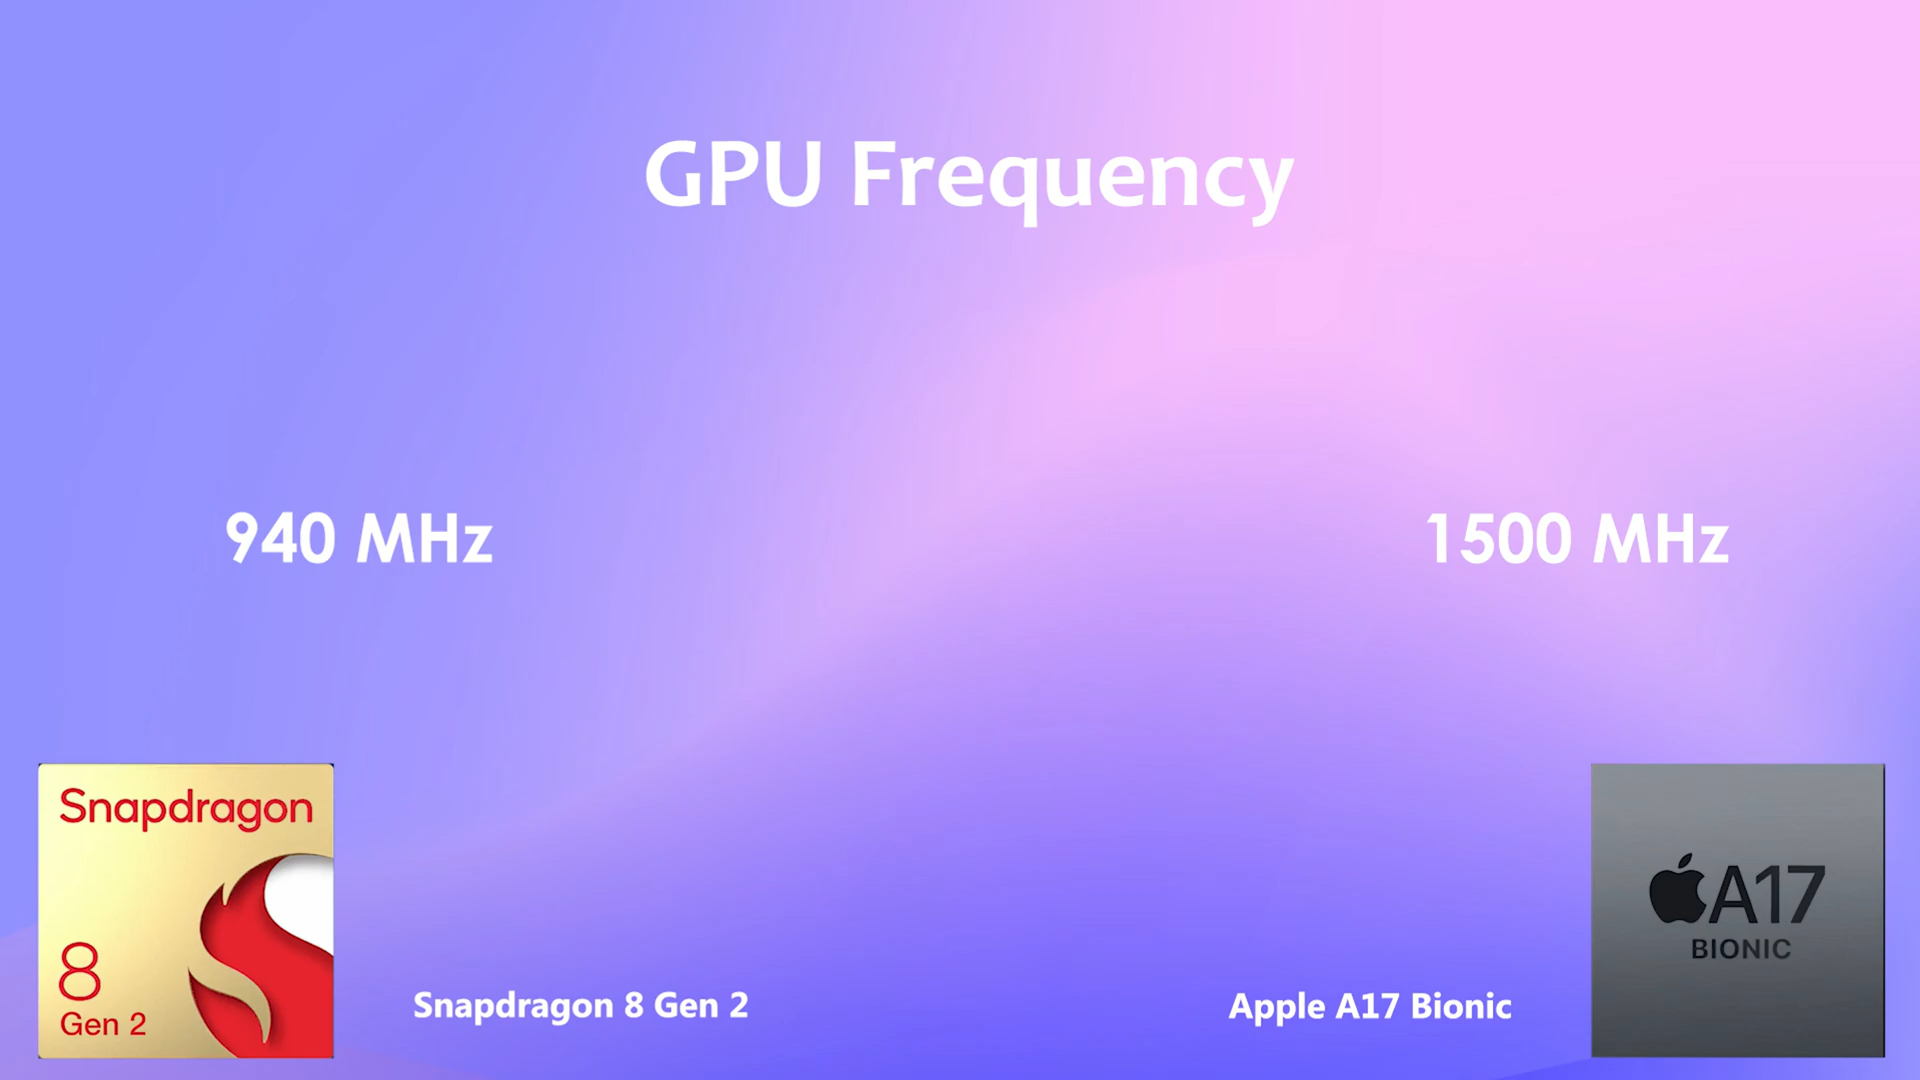 GPU Frequency
940 MHz
1500 MHz
Snapdragon
8
Gen 2
Snapdragon 8 Gen 2
Apple A17 Bionic
A17
BIONIC